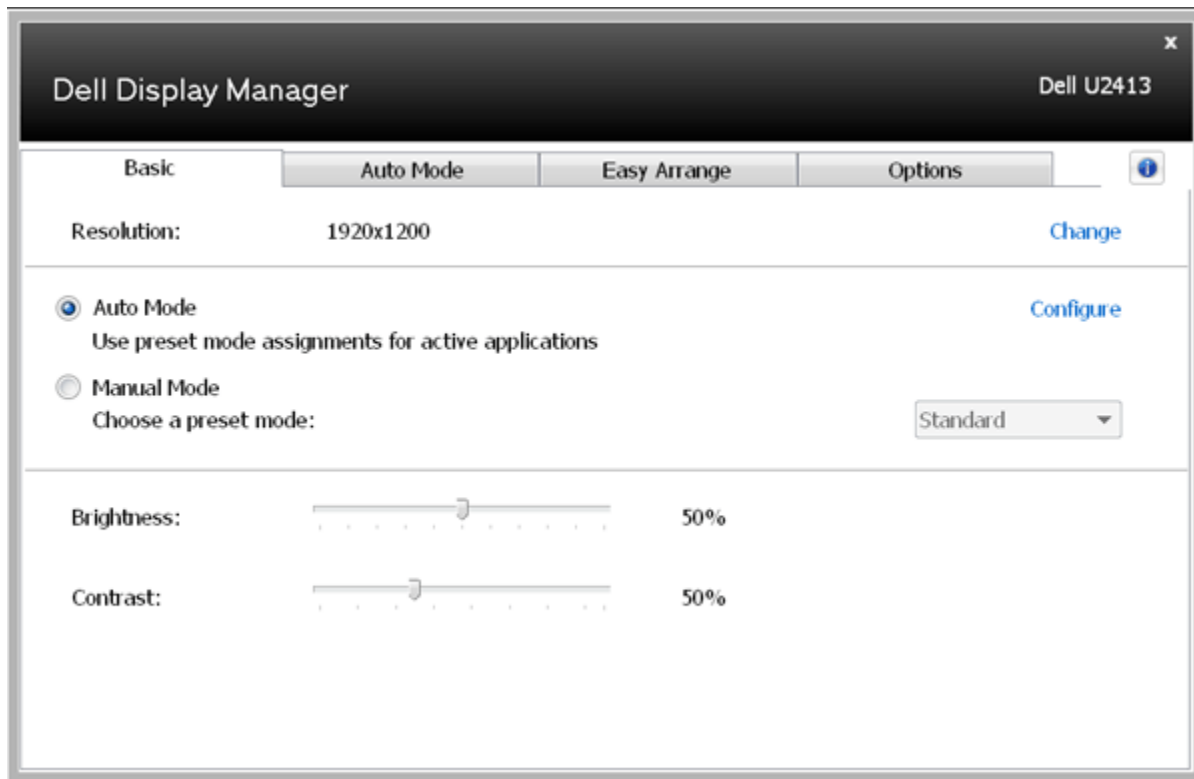 x
Dell Display Manager
Dell U2413
Basic
Auto Mode
Easy Arrange
Options
Resolution:
1920x1200
Change
Auto Mode
Configure
Use preset mode assignments for active applications
Manual Mode
Choose a preset mode:
Standard
Brightness:
50%
Contrast:
50%